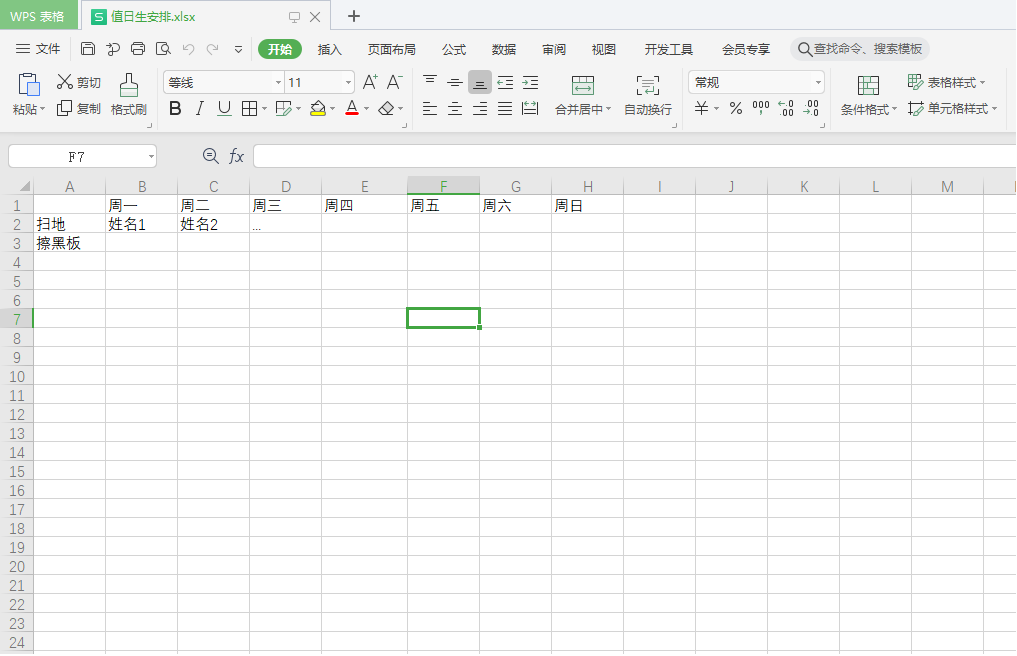 WPS 表格 S 值日生安排.xlsx
文件 开始 插入 页面布局 公式 数据 审阅 视图 开发工具 会员专享 查找命令、搜索模板
剪切 等线 11 A+ A- 常规 表格样式
粘贴 复制 格式刷 B I U A 合并居中 自动换行 ¥ % 000 条件格式 单元格样式
F7 fx
A B C D E F G H I J K L M
1 周一 周二 周三 周四 周五 周六 周日
2 扫地 姓名1 姓名2 ...
3 擦黑板
4
5
6
7
8
9
10
11
12
13
14
15
16
17
18
19
20
21
22
23
24